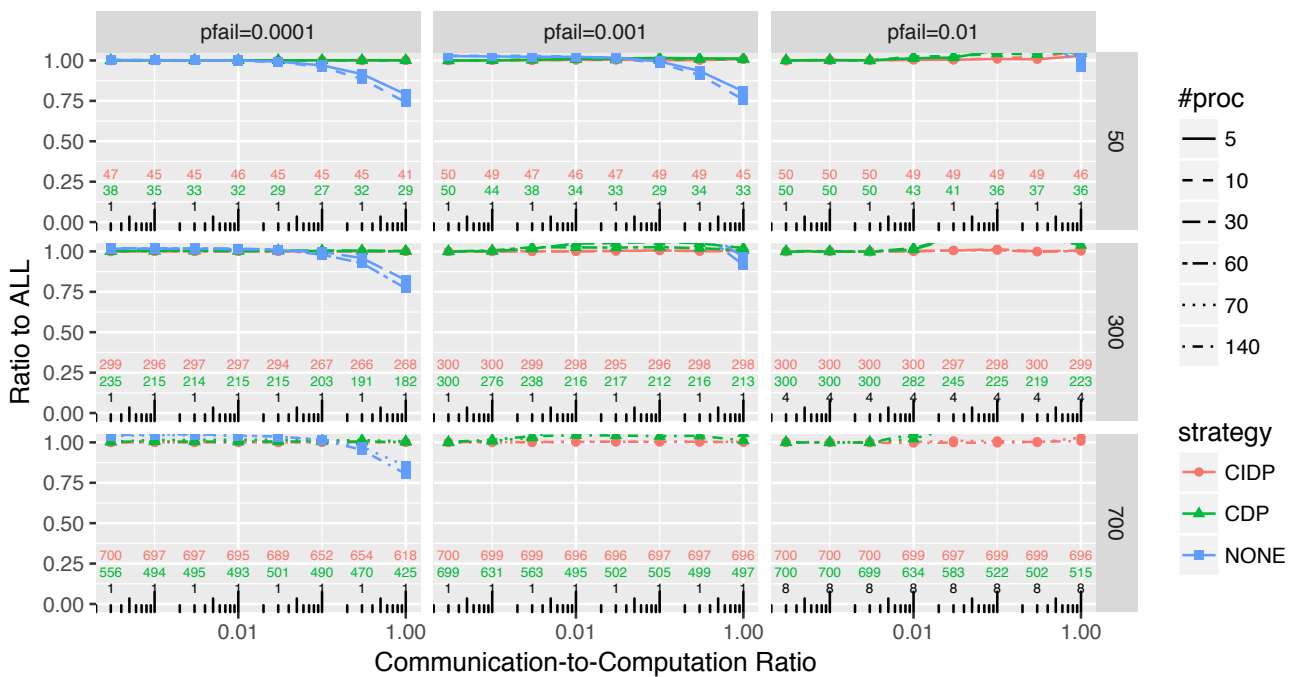 pfail=0.0001 pfail=0.001 pfail=0.01
1.00
0.75
0.50
0.25
0.00
47 45 45 46 45 45 45 41
38 35 33 32 29 27 32 29
1 1 1 1 1 1 1 1
50 49 46 47 49 49 49 45
50 44 38 34 33 29 34 33
1 1 1 1 1 1 1 1
50 50 50 49 49 49 49 46
50 50 50 43 41 36 37 36
1 1 1 1 1 1 1 1
50
1.00
0.75
0.50
0.25
0.00
299 296 297 297 294 267 266 268
235 215 214 215 215 203 191 182
1 1 1 1 1 1 1 1
300 300 299 298 295 296 298 298
300 276 238 216 217 212 216 213
1 1 1 1 1 1 1 1
300 300 300 300 297 298 300 299
300 300 300 282 245 225 219 223
4 4 4 4 4 4 4 4
300
1.00
0.75
0.50
0.25
0.00
700 697 697 695 689 652 654 618
556 494 495 493 501 490 470 425
1 1 1 1 1 1 1 1
700 699 699 696 696 697 697 696
699 631 563 495 502 505 499 497
1 1 1 1 1 1 1 1
700 700 700 699 697 699 699 696
700 700 699 634 583 522 502 515
8 8 8 8 8 8 8 8
700
0.01 1.00 0.01 1.00 0.01 1.00
Communication-to-Computation Ratio
Ratio to ALL
#proc
5
10
30
60
70
140
strategy
CIDP
CDP
NONE